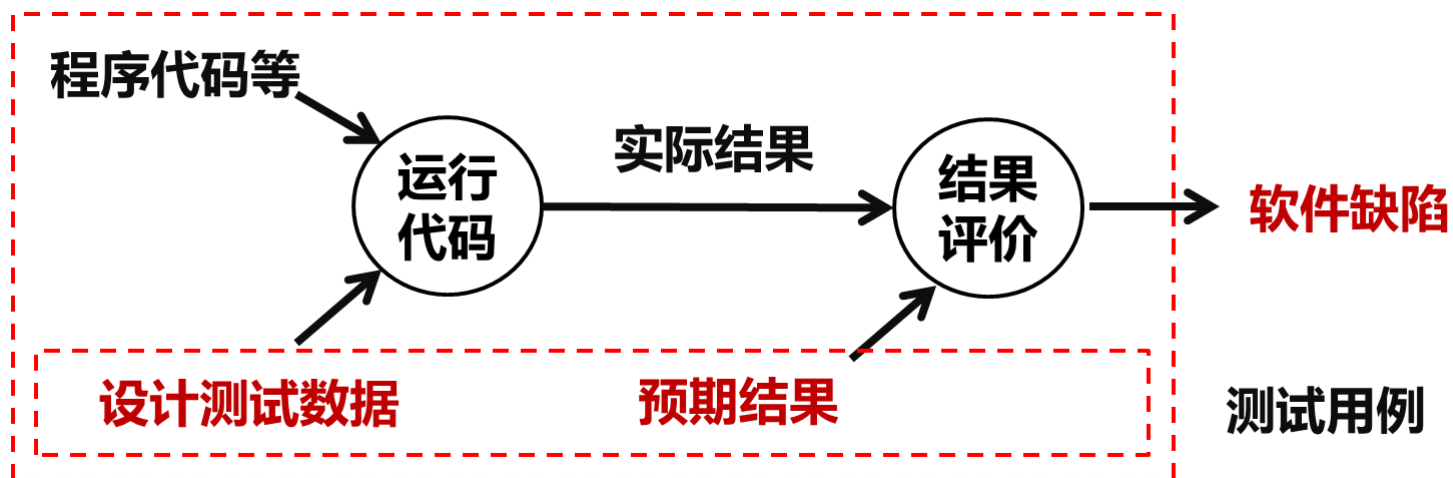 程序代码等
实际结果
运行
代码
结果
评价
软件缺陷
设计测试数据
预期结果
测试用例